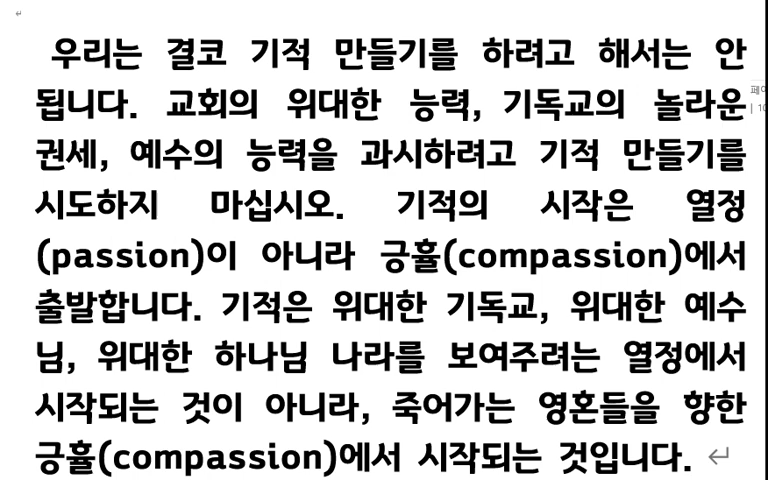 우리는 결코 기적 만들기를 하려고 해서는 안
됩니다. 교회의 위대한 능력, 기독교의 놀라운
권세, 예수의 능력을 과시하려고 기적 만들기를
시도하지 마십시오. 기적의 시작은 열정
(passion)이 아니라 긍휼(compassion)에서
출발합니다. 기적은 위대한 기독교, 위대한 예수
님, 위대한 하나님 나라를 보여주려는 열정에서
시작되는 것이 아니라, 죽어가는 영혼들을 향한
긍휼(compassion)에서 시작되는 것입니다.